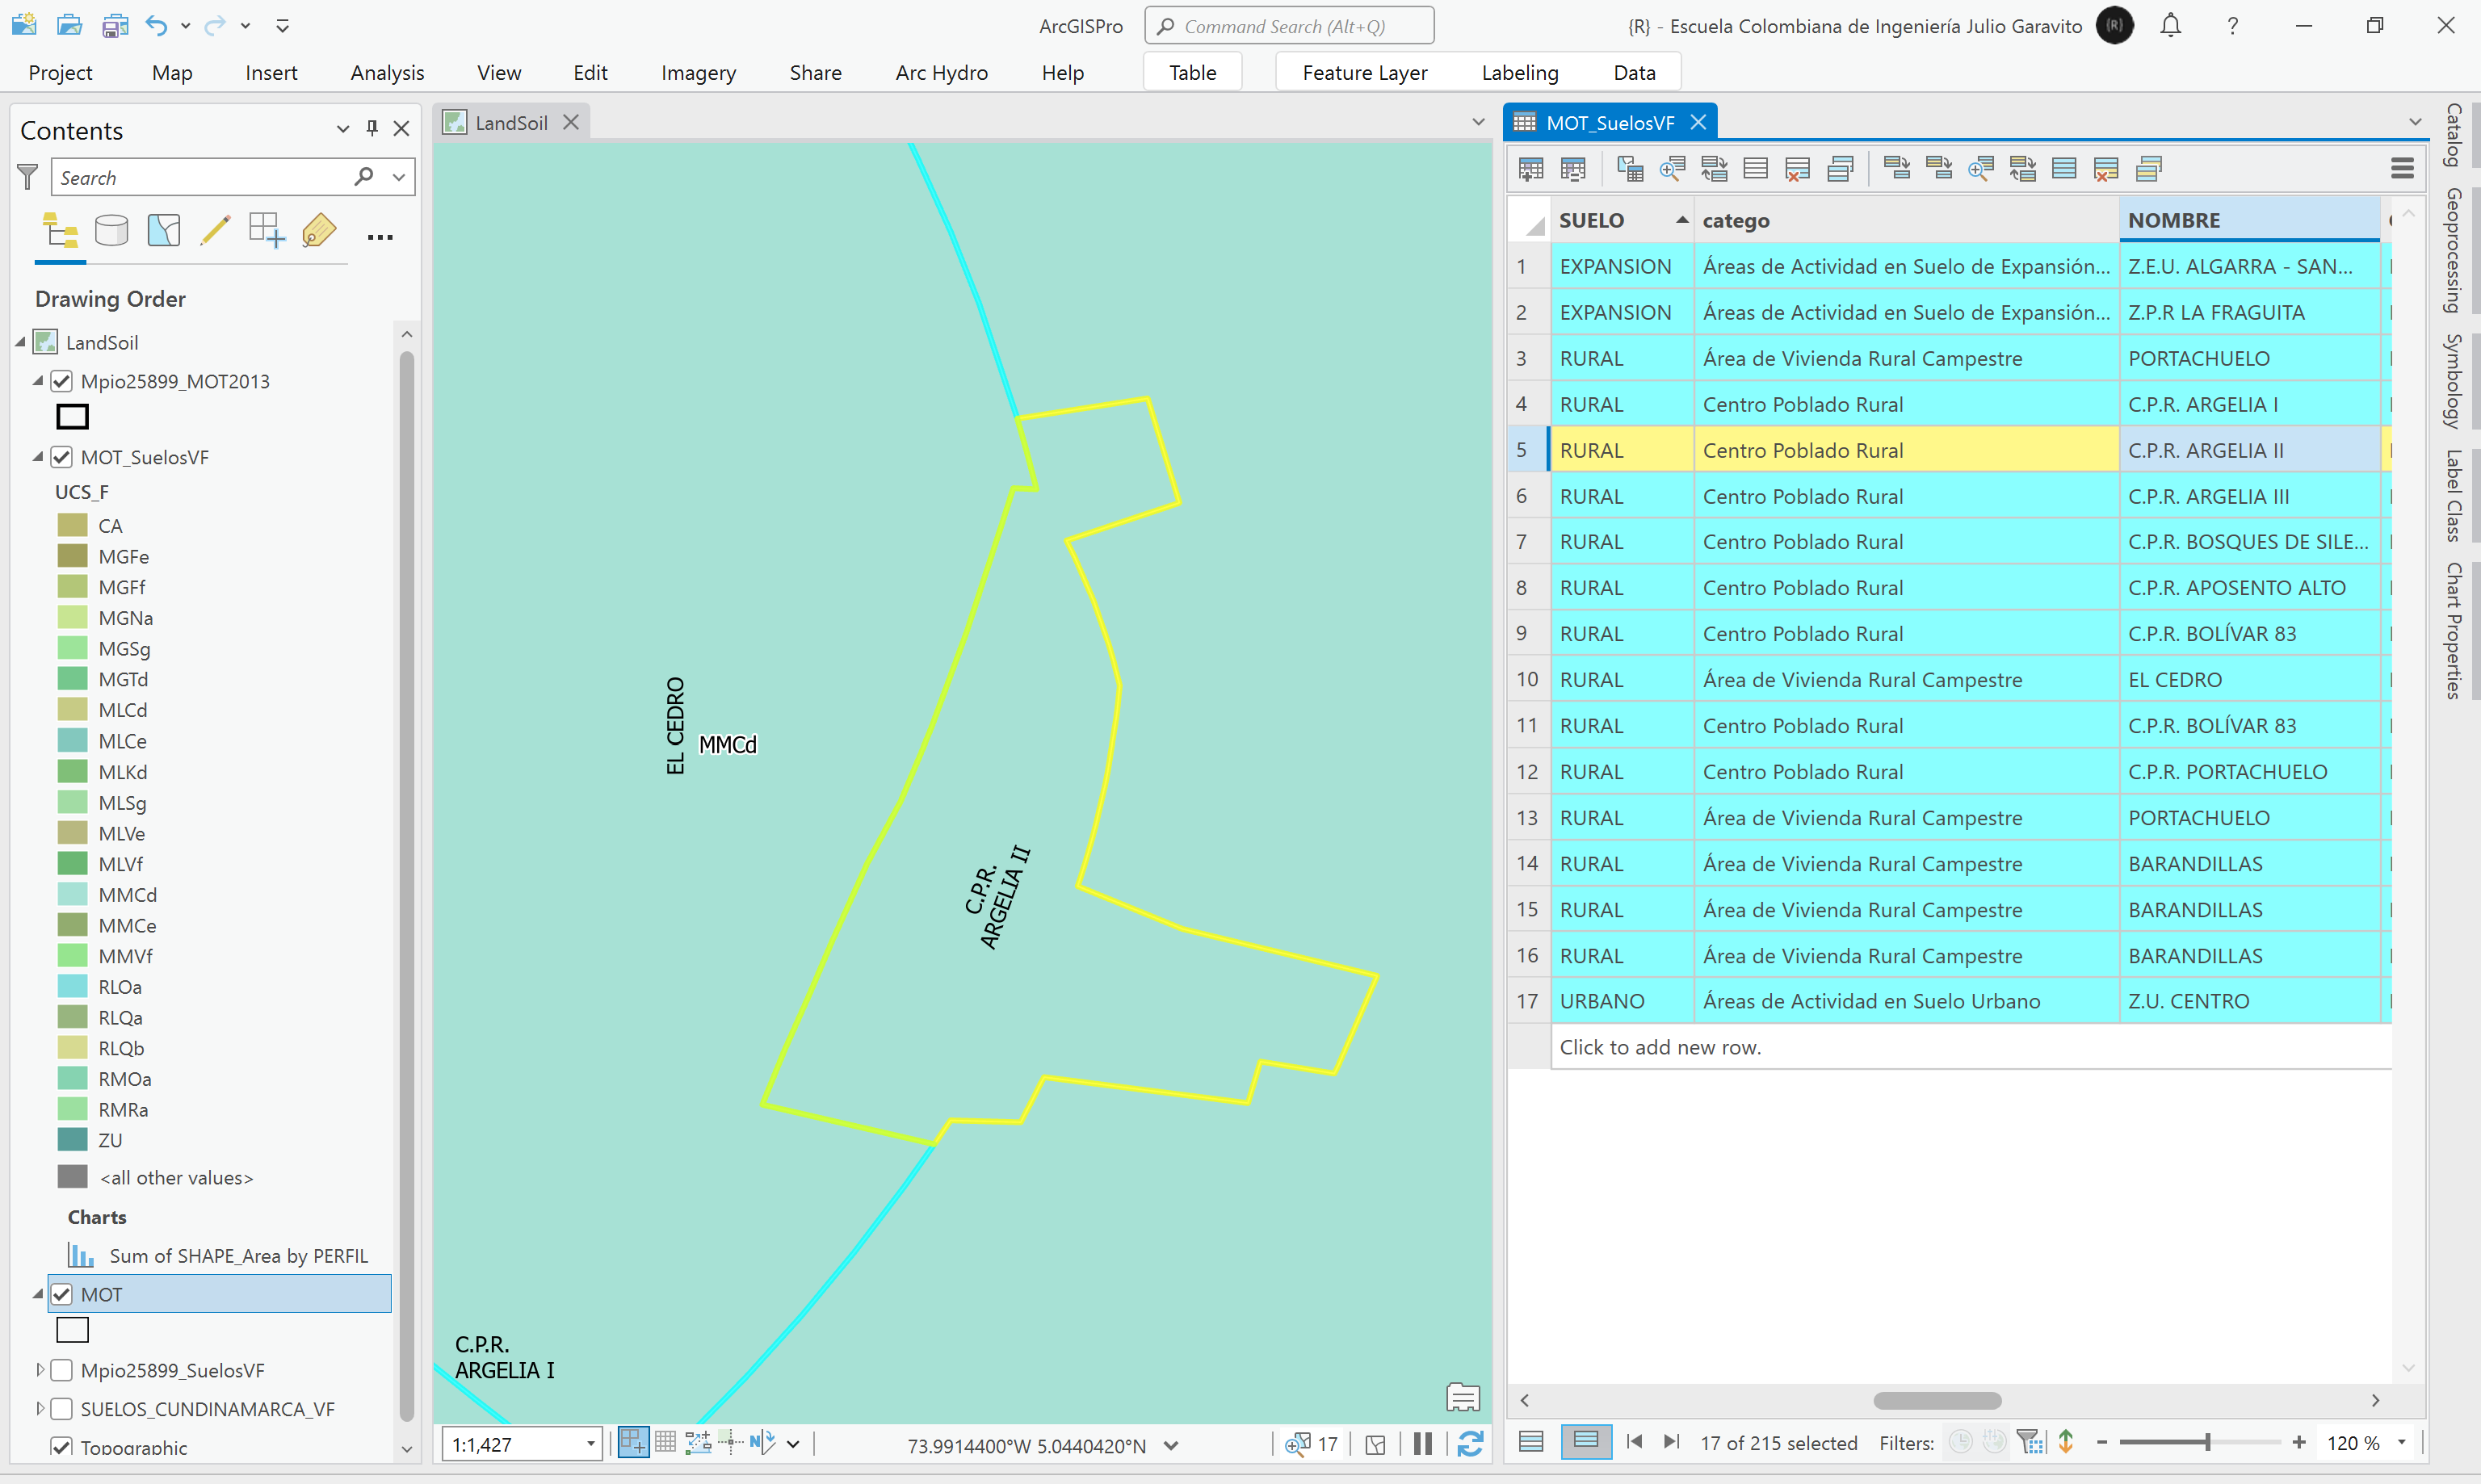 ArcGISPro
Command Search (Alt+Q)
{R} - Escuela Colombiana de Ingeniería Julio Garavito
{R}
Project
Map
Insert
Analysis
View
Edit
Imagery
Share
Arc Hydro
Help
Table
Feature Layer
Labeling
Data
Contents
Search
Drawing Order
LandSoil
Mpio25899_MOT2013
MOT_SuelosVF
UCS_F
CA
MGFe
MGFf
MGNa
MGSg
MGTd
MLCd
MLCe
MLKd
MLSg
MLVe
MLVf
MMCd
MMCe
MMVf
RLOa
RLQa
RLQb
RMOa
RMRa
ZU
<all other values>
Charts
Sum of SHAPE_Area by PERFIL
MOT
Mpio25899_SuelosVF
SUELOS_CUNDINAMARCA_VF
Topographic
LandSoil
EL CEDRO
MMCd
C.P.R.
ARGELIA II
C.P.R.
ARGELIA I
1:1,427
73.9914400°W 5.0440420°N
17
MOT_SuelosVF
SUELO catego NOMBRE
1 EXPANSION Áreas de Actividad en Suelo de Expansión... Z.E.U. ALGARRA - SAN...
2 EXPANSION Áreas de Actividad en Suelo de Expansión... Z.P.R LA FRAGUITA
3 RURAL Área de Vivienda Rural Campestre PORTACHUELO
4 RURAL Centro Poblado Rural C.P.R. ARGELIA I
5 RURAL Centro Poblado Rural C.P.R. ARGELIA II
6 RURAL Centro Poblado Rural C.P.R. ARGELIA III
7 RURAL Centro Poblado Rural C.P.R. BOSQUES DE SILE...
8 RURAL Centro Poblado Rural C.P.R. APOSENTO ALTO
9 RURAL Centro Poblado Rural C.P.R. BOLÍVAR 83
10 RURAL Área de Vivienda Rural Campestre EL CEDRO
11 RURAL Centro Poblado Rural C.P.R. BOLÍVAR 83
12 RURAL Centro Poblado Rural C.P.R. PORTACHUELO
13 RURAL Área de Vivienda Rural Campestre PORTACHUELO
14 RURAL Área de Vivienda Rural Campestre BARANDILLAS
15 RURAL Área de Vivienda Rural Campestre BARANDILLAS
16 RURAL Área de Vivienda Rural Campestre BARANDILLAS
17 URBANO Áreas de Actividad en Suelo Urbano Z.U. CENTRO
Click to add new row.
17 of 215 selected
Filters:
120 %
Catalog
Geoprocessing
Symbology
Label Class
Chart Properties